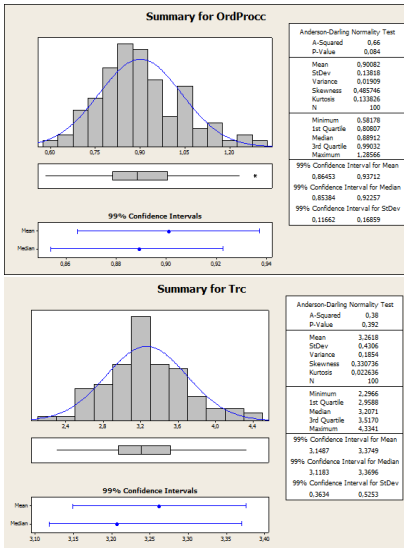 Summary for OrdProcc
Anderson-Darling Normality Test
A-Squared 0,66
P-Value 0,084
Mean 0,90082
StDev 0,13818
Variance 0,01909
Skewness 0,485746
Kurtosis 0,133826
N 100
Minimum 0,58178
1st Quartile 0,80807
Median 0,88912
3rd Quartile 0,99032
Maximum 1,28566
99% Confidence Interval for Mean
0,86453 0,93712
99% Confidence Interval for Median
0,85384 0,92257
99% Confidence Interval for StDev
0,11662 0,16859
0,60 0,75 0,90 1,05 1,20
*
99% Confidence Intervals
Mean
Median
0,86 0,88 0,90 0,92 0,94
Summary for Trc
Anderson-Darling Normality Test
A-Squared 0,38
P-Value 0,392
Mean 3,2618
StDev 0,4306
Variance 0,1854
Skewness 0,330736
Kurtosis 0,022636
N 100
Minimum 2,2966
1st Quartile 2,9588
Median 3,2071
3rd Quartile 3,5170
Maximum 4,3341
99% Confidence Interval for Mean
3,1487 3,3749
99% Confidence Interval for Median
3,1183 3,3696
99% Confidence Interval for StDev
0,3634 0,5253
2,4 2,8 3,2 3,6 4,0 4,4
99% Confidence Intervals
Mean
Median
3,10 3,15 3,20 3,25 3,30 3,35 3,40